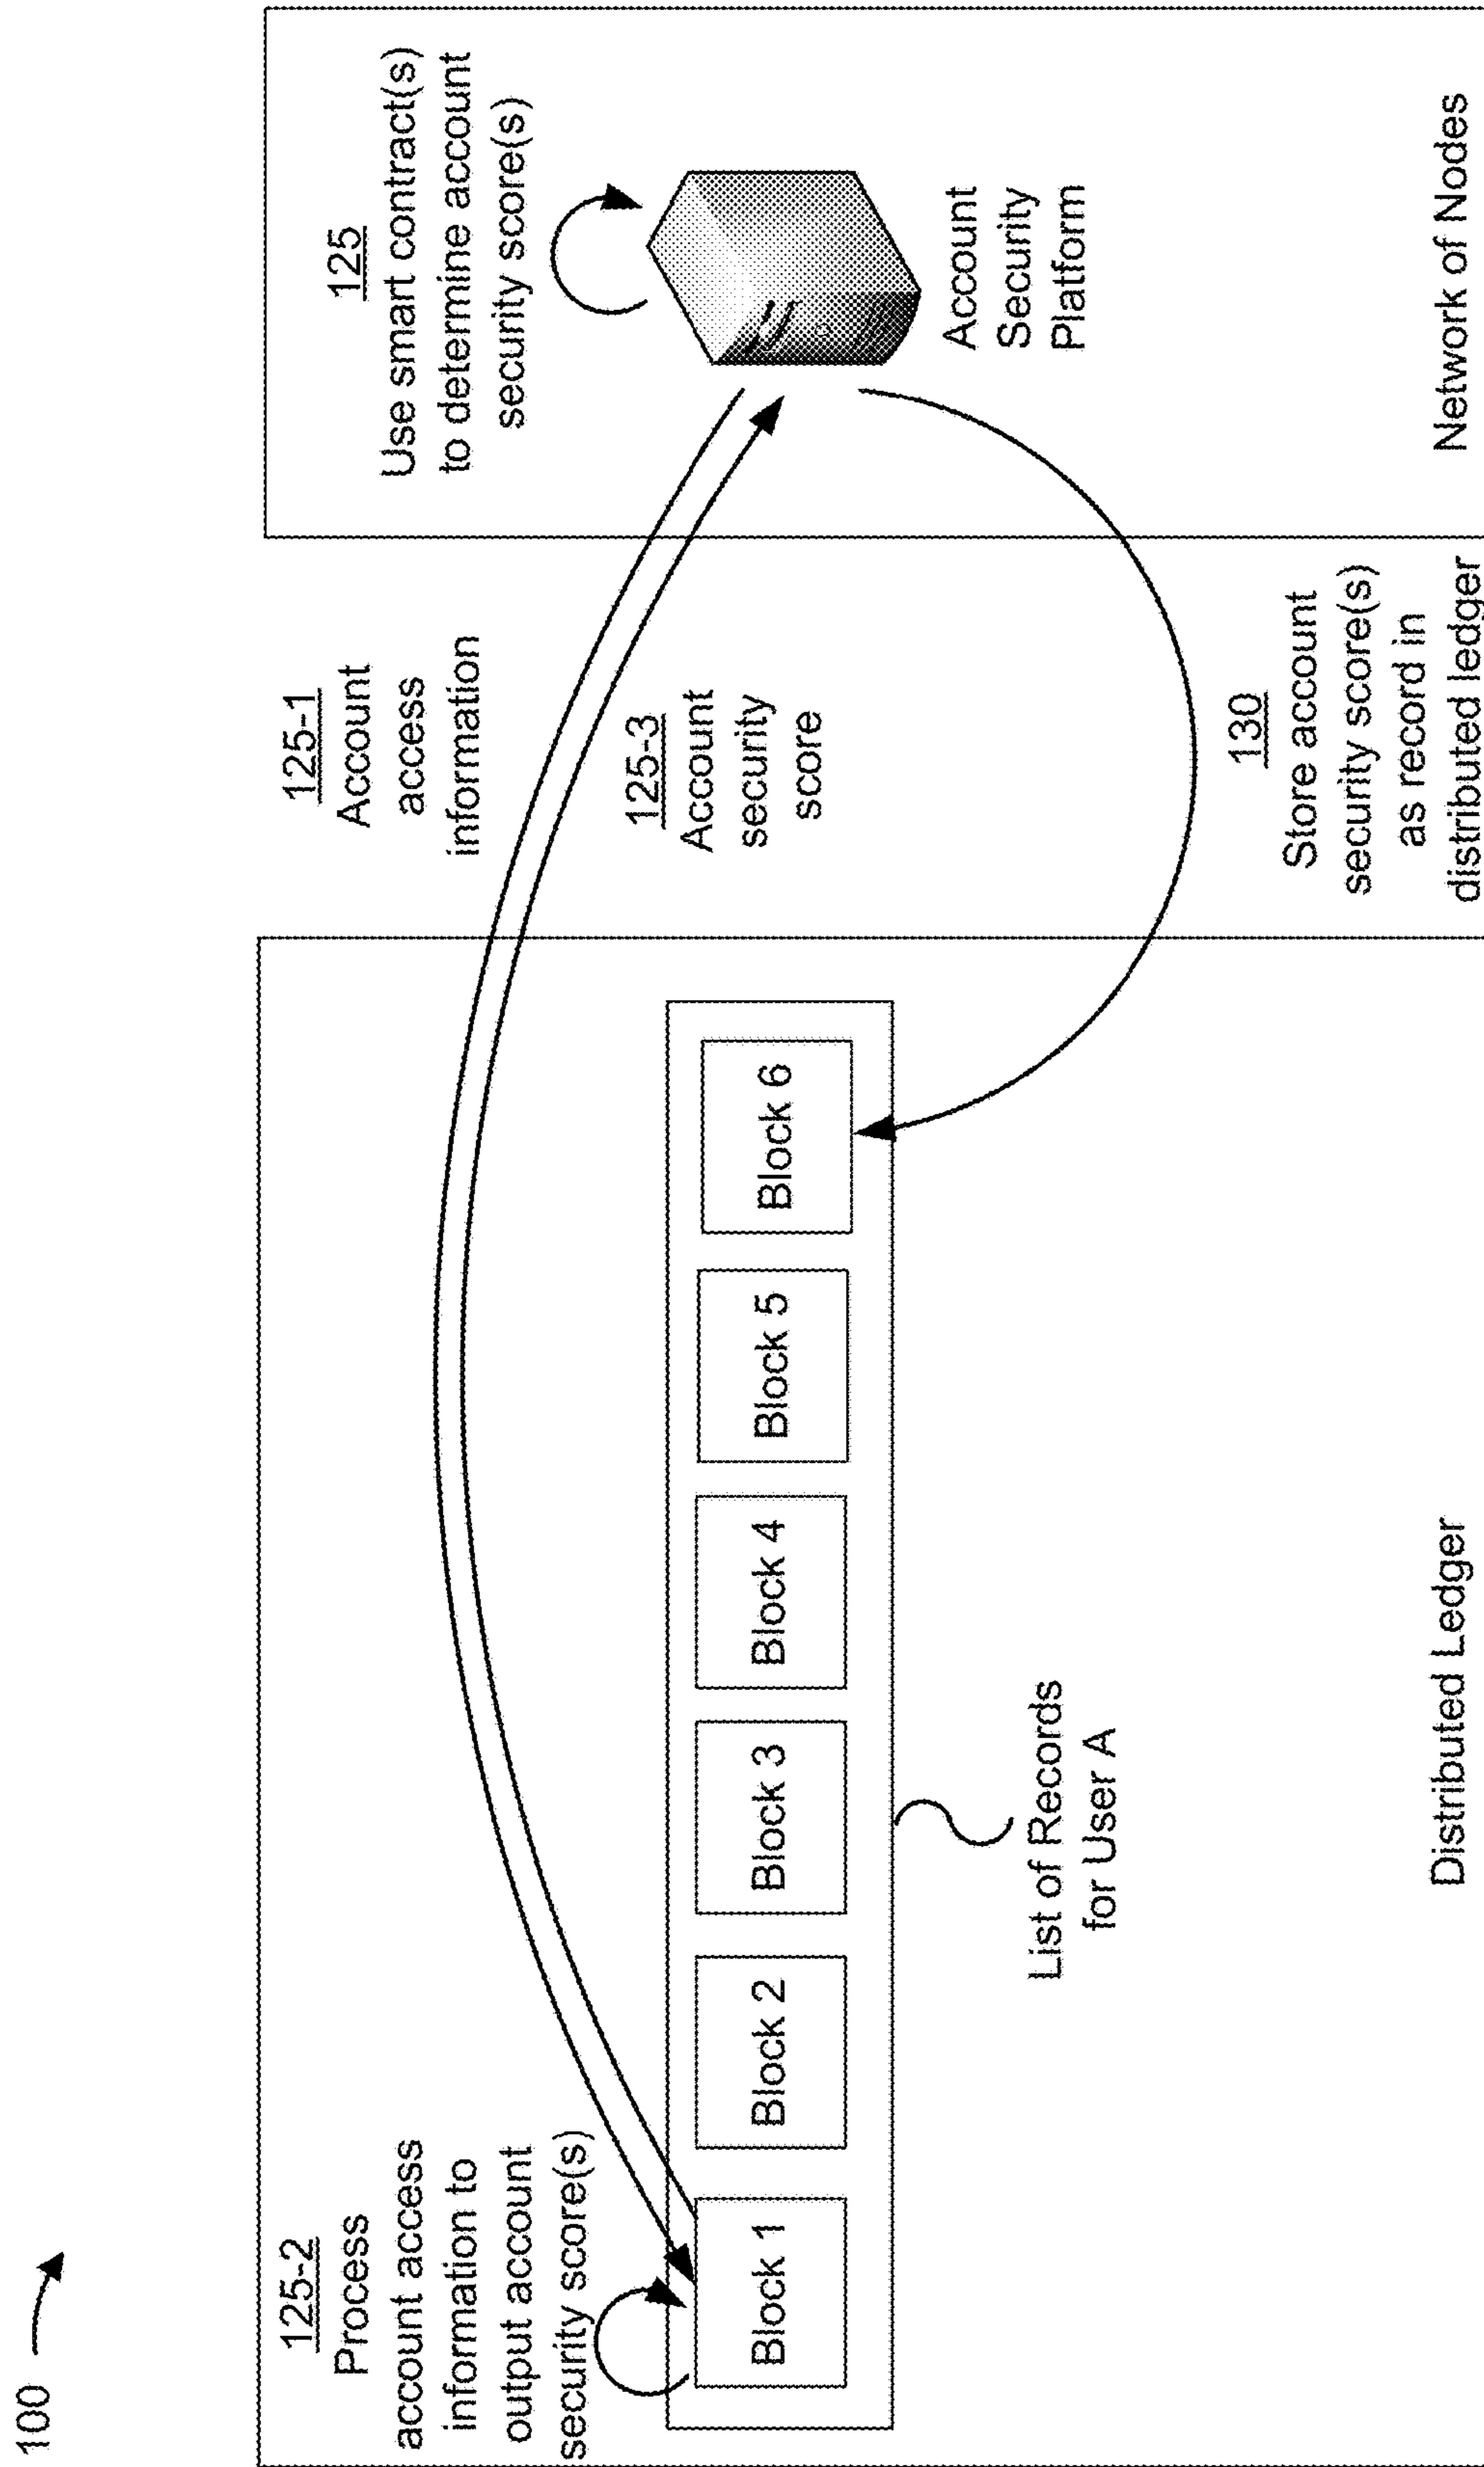 100
125-2
Process
account access
information to
output account
security score(s)
Block 1
Block 2
Block 3
Block 4
Block 5
Block 6
List of Records
for User A
Distributed Ledger
125-1
Account
access
information
125-3
Account
security
score
130
Store account
security score(s)
as record in
distributed ledger
125
Use smart contract(s)
to determine account
security score(s)
Account
Security
Platform
Network of Nodes